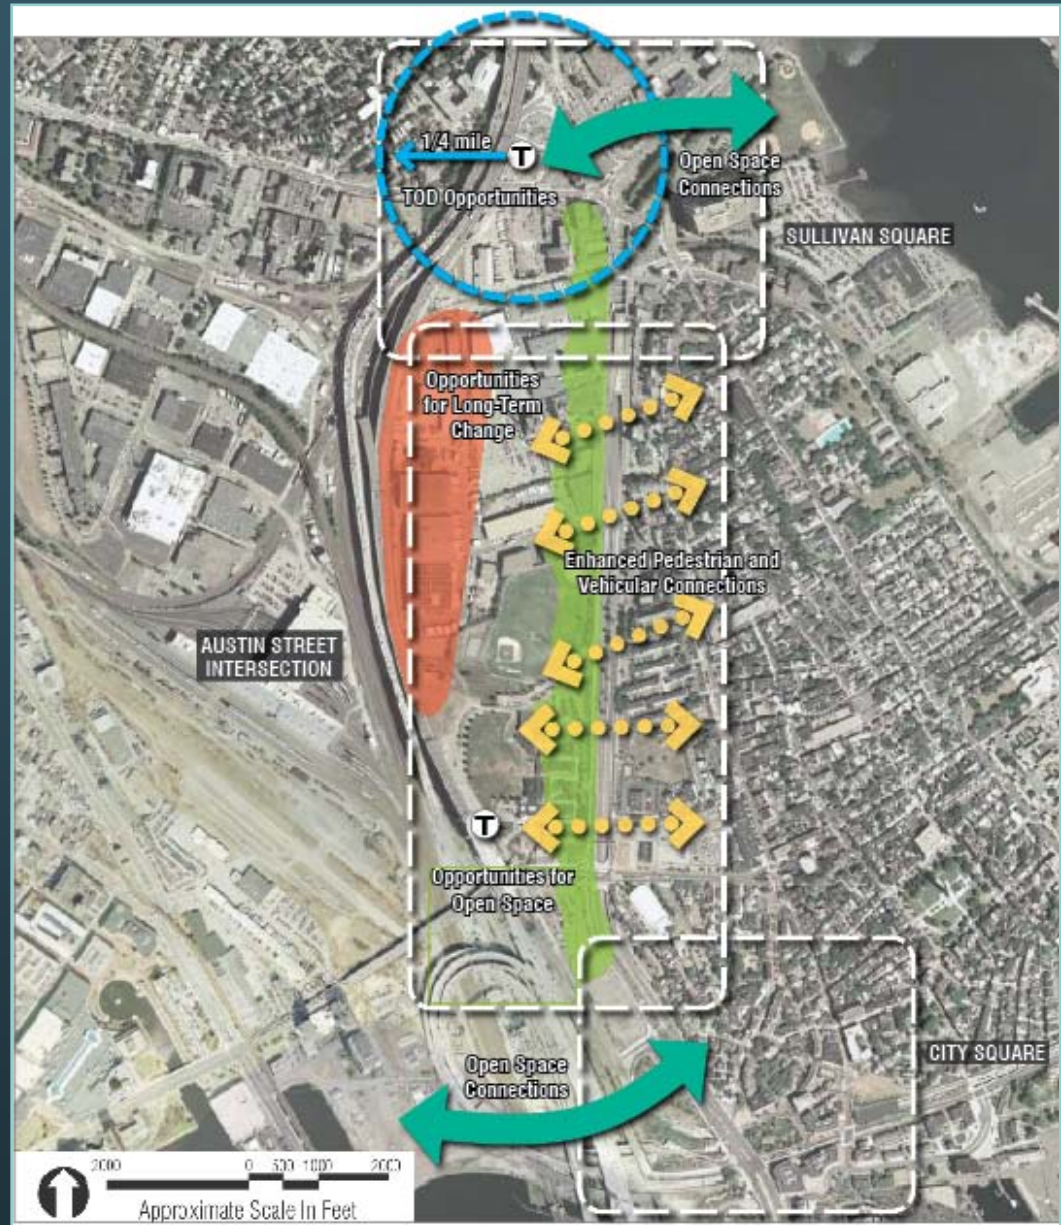 1/4 mile
T
TOD Opportunities
Open Space
Connections
SULLIVAN SQUARE
Opportunities
for Long-Term
Change
Enhanced Pedestrian and
Vehicular Connections
AUSTIN STREET
INTERSECTION
T
Opportunities for
Open Space
Open Space
Connections
CITY SQUARE
2000 0 500 1000 2000
Approximate Scale In Feet